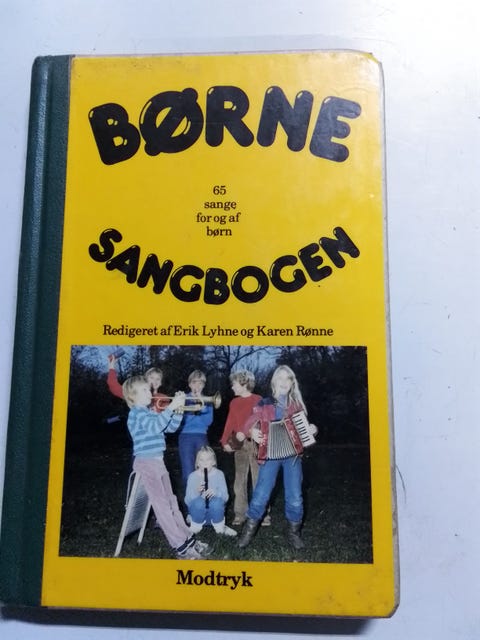 BØRNE
65
sange
for og af
børn
SANGBOGEN
Redigeret af Erik Lyhne og Karen Rønne
Modtryk